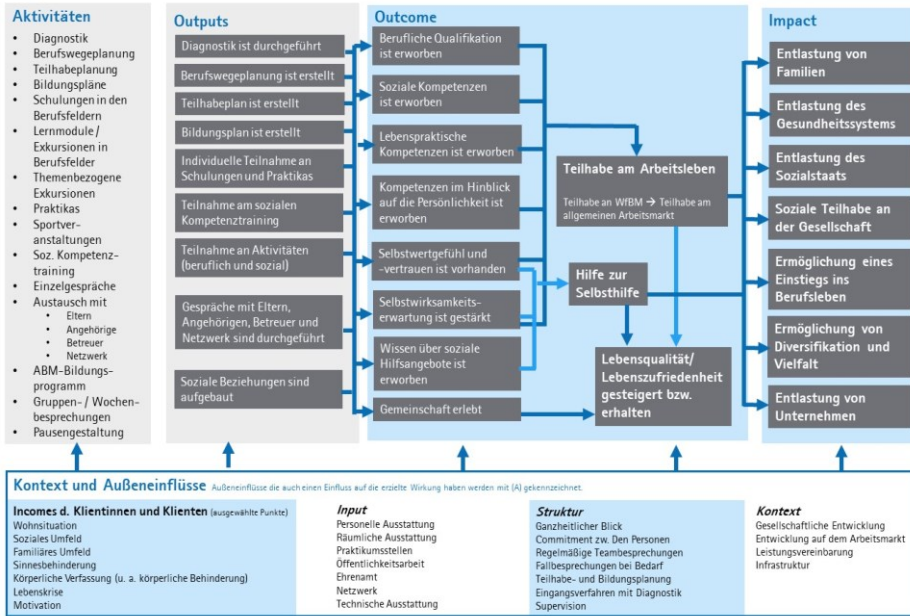 Aktivitäten
Diagnostik
Berufswegeplanung
Teilhabeplanung
Bildungspläne
Schulungen in den
Berufsfeldern
Lernmodule /
Exkursionen in
Berufsfelder
Themenbezogene
Exkursionen
Praktikas
Sportver-
anstaltungen
Soz. Kompetenz-
training
Einzelgespräche
Austausch mit
Eltern
Angehörige
Betreuer
Netzwerk
ABM-Bildungs-
programm
Gruppen- / Wochen-
besprechungen
Pausengestaltung
Outputs
Diagnostik ist durchgeführt
Berufswegeplanung ist erstellt
Teilhabeplan ist erstellt
Bildungsplan ist erstellt
Individuelle Teilnahme an
Schulungen und Praktikas
Teilnahme am sozialen
Kompetenztraining
Teilnahme an Aktivitäten
(beruflich und sozial)
Gespräche mit Eltern,
Angehörigen, Betreuer und
Netzwerk sind durchgeführt
Soziale Beziehungen sind
aufgebaut
Outcome
Berufliche Qualifikation
ist erworben
Soziale Kompetenzen
ist erworben
Lebenspraktische
Kompetenzen ist erworben
Kompetenzen im Hinblick
auf die Persönlichkeit ist
erworben
Selbstwertgefühl und
-vertrauen ist vorhanden
Selbstwirksamkeits-
erwartung ist gestärkt
Wissen über soziale
Hilfsangebote ist
erworben
Gemeinschaft erlebt
Teilhabe am Arbeitsleben
Teilhabe an WfBM → Teilhabe am
allgemeinen Arbeitsmarkt
Hilfe zur
Selbsthilfe
Lebensqualität/
Lebenszufriedenheit
gesteigert bzw.
erhalten
Impact
Entlastung von
Familien
Entlastung des
Gesundheitssystems
Entlastung des
Sozialstaats
Soziale Teilhabe an
der Gesellschaft
Ermöglichung eines
Einstiegs ins
Berufsleben
Ermöglichung von
Diversifikation und
Vielfalt
Entlastung von
Unternehmen
Kontext und Außeneinflüsse Außeneinflüsse die auch einen Einfluss auf die erzielte Wirkung haben werden mit (A) gekennzeichnet.
Incomes d. Klientinnen und Klienten (ausgewählte Punkte)
Wohnsituation
Soziales Umfeld
Familiäres Umfeld
Sinnesbehinderung
Körperliche Verfassung (u. a. körperliche Behinderung)
Lebenskrise
Motivation
Input
Personelle Ausstattung
Räumliche Ausstattung
Praktikumsstellen
Öffentlichkeitsarbeit
Ehrenamt
Netzwerk
Technische Ausstattung
Struktur
Ganzheitlicher Blick
Commitment zw. Den Personen
Regelmäßige Teambesprechungen
Fallbesprechungen bei Bedarf
Teilhabe- und Bildungsplanung
Eingangsverfahren mit Diagnostik
Supervision
Kontext
Gesellschaftliche Entwicklung
Entwicklung auf dem Arbeitsmarkt
Leistungsvereinbarung
Infrastruktur